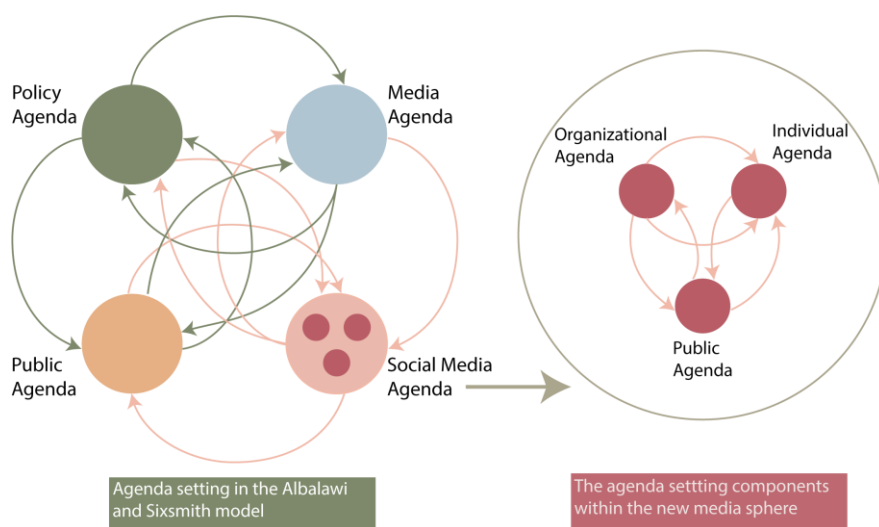 Policy
Agenda
Media
Agenda
Public
Agenda
Social Media
Agenda
Agenda setting in the Albalawi
and Sixsmith model
Organizational
Agenda
Individual
Agenda
Public
Agenda
The agenda settting components
within the new media sphere